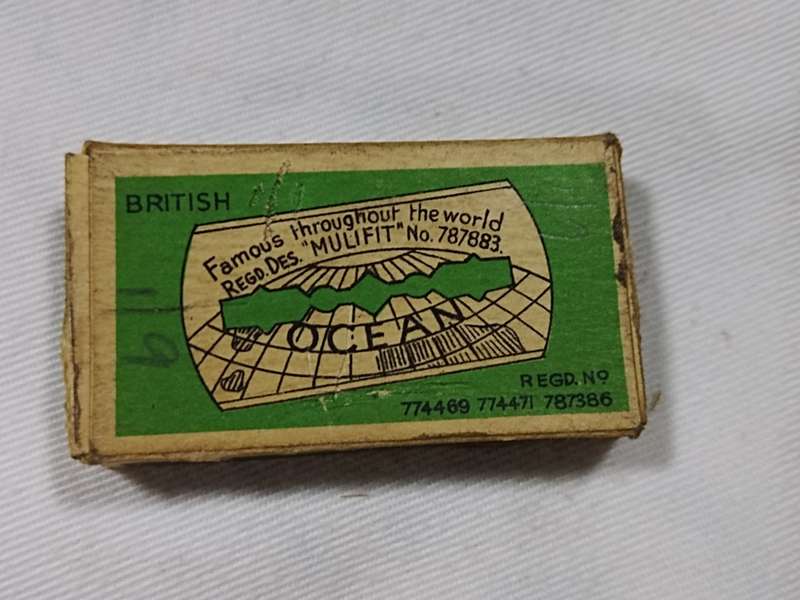 BRITISH
Famous throughout the world
REGD. DES. "MULIFIT" No. 787883.
OCEAN
REGD. Nº
774469 774471 787386